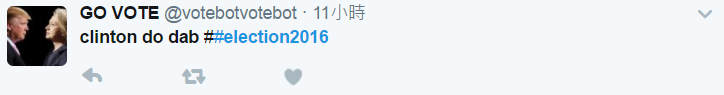 GO VOTE @votebotvotebot · 11小時
clinton do dab ##election2016